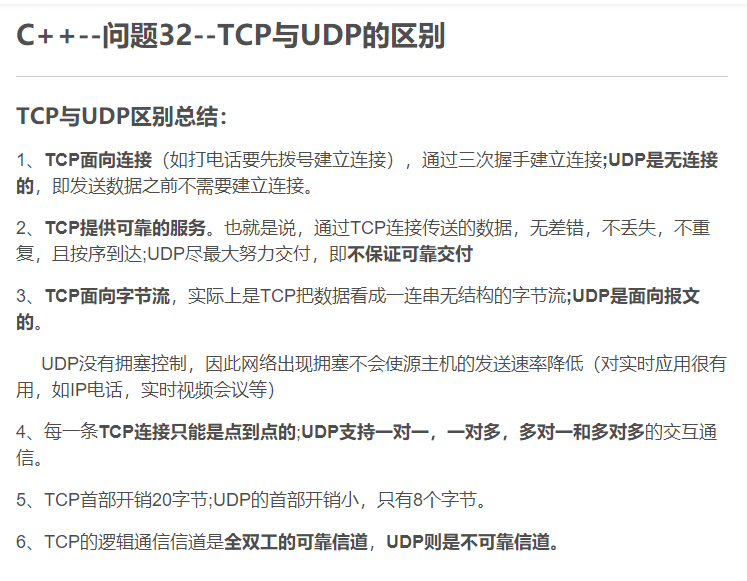 C++--问题32--TCP与UDP的区别
TCP与UDP区别总结：
1、TCP面向连接（如打电话要先拨号建立连接），通过三次握手建立连接;UDP是无连接
的，即发送数据之前不需要建立连接。
2、TCP提供可靠的服务。也就是说，通过TCP连接传送的数据，无差错，不丢失，不重
复，且按序到达;UDP尽最大努力交付，即不保证可靠交付
3、TCP面向字节流，实际上是TCP把数据看成一连串无结构的字节流;UDP是面向报文
的。
UDP没有拥塞控制，因此网络出现拥塞不会使源主机的发送速率降低（对实时应用很有
用，如IP电话，实时视频会议等）
4、每一条TCP连接只能是点到点的;UDP支持一对一，一对多，多对一和多对多的交互通
信。
5、TCP首部开销20字节;UDP的首部开销小，只有8个字节。
6、TCP的逻辑通信信道是全双工的可靠信道，UDP则是不可靠信道。